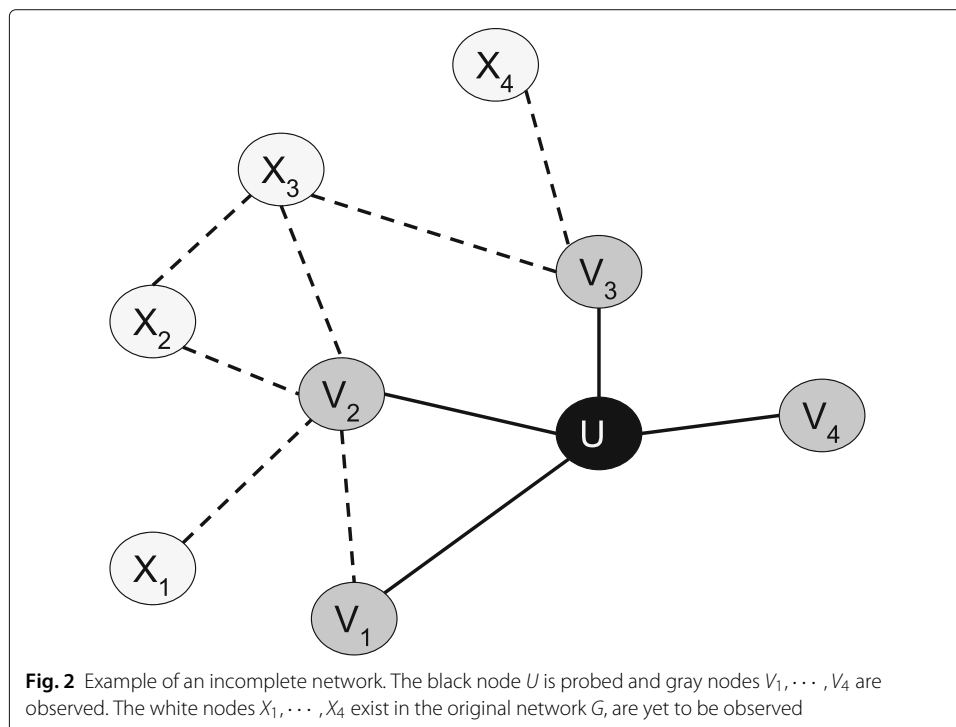 X4
X3
V3
X2
V2
V4
U
X1
V1
Fig. 2 Example of an incomplete network. The black node U is probed and gray nodes V1, · · · , V4 are
observed. The white nodes X1, · · · , X4 exist in the original network G, are yet to be observed